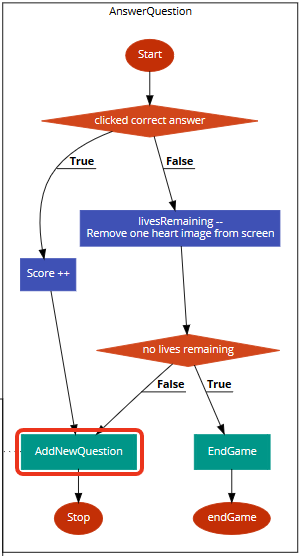 AnswerQuestion
Start
clicked correct answer
True
False
livesRemaining --
Remove one heart image from screen
Score ++
no lives remaining
False
True
AddNewQuestion
EndGame
Stop
endGame